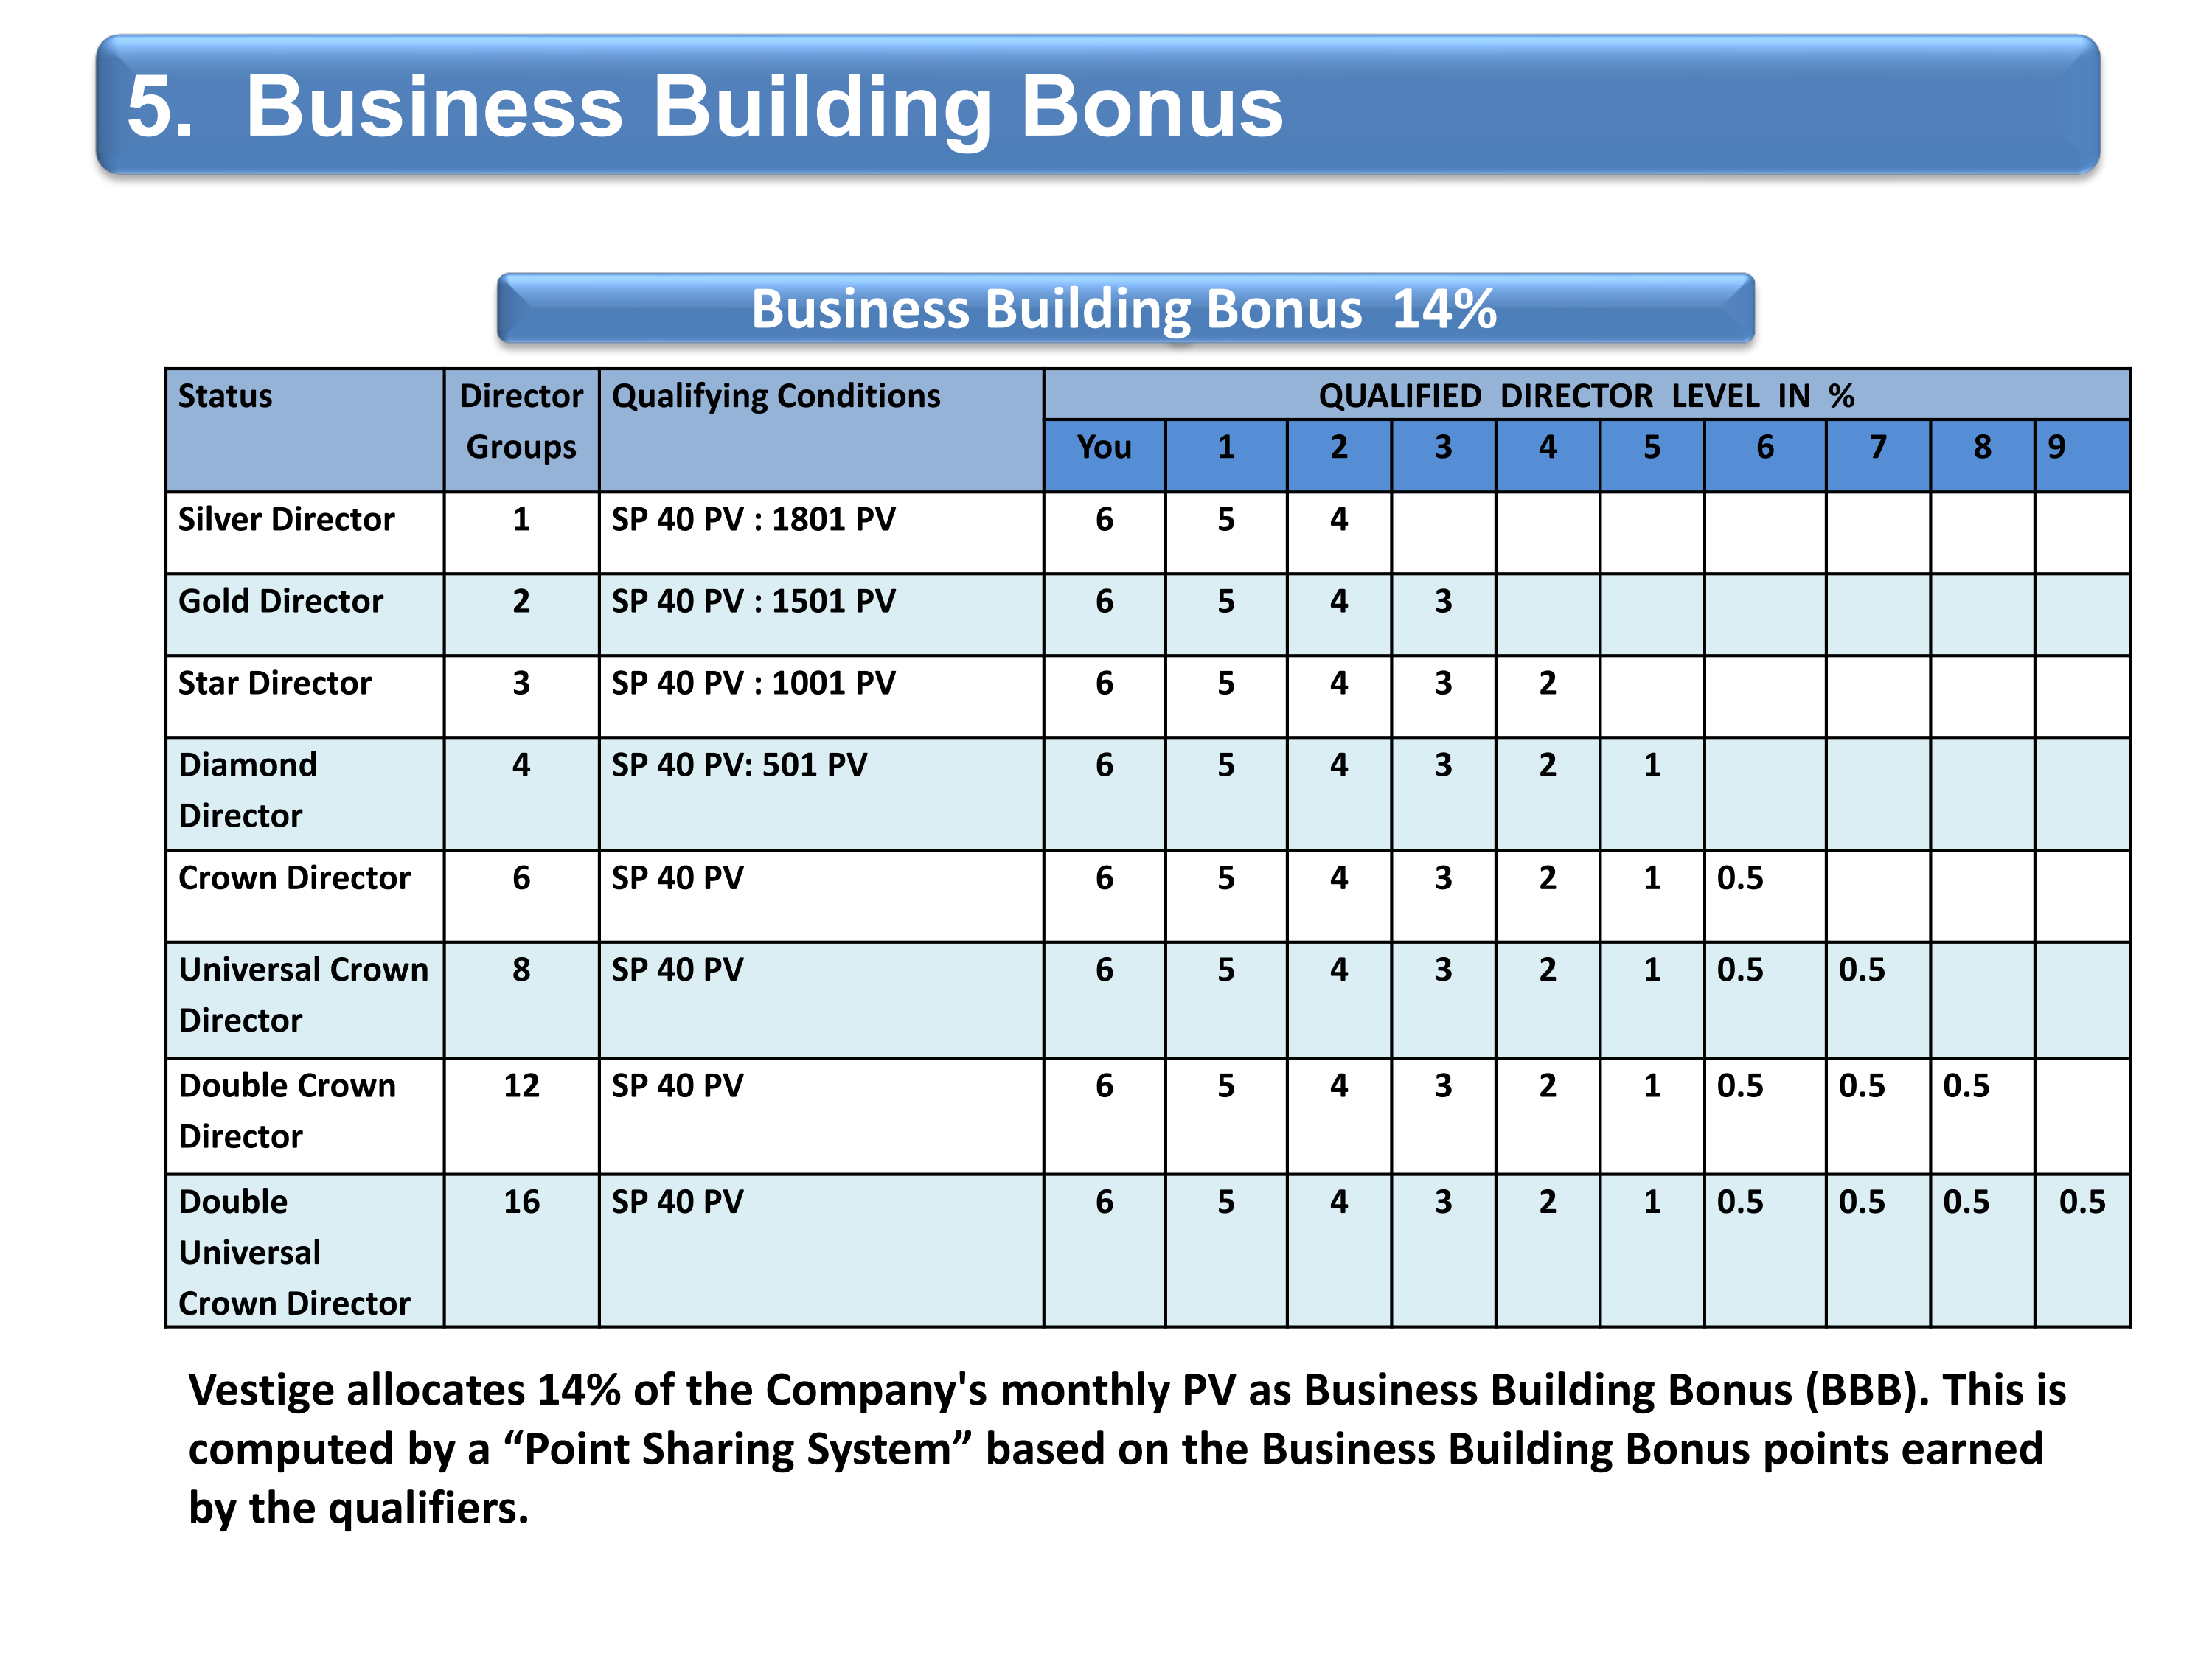 5. Business Building Bonus
Business Building Bonus 14%
Status Director Groups Qualifying Conditions QUALIFIED DIRECTOR LEVEL IN %
You 1 2 3 4 5 6 7 8 9
Silver Director 1 SP 40 PV : 1801 PV 6 5 4
Gold Director 2 SP 40 PV : 1501 PV 6 5 4 3
Star Director 3 SP 40 PV : 1001 PV 6 5 4 3 2
Diamond Director 4 SP 40 PV: 501 PV 6 5 4 3 2 1
Crown Director 6 SP 40 PV 6 5 4 3 2 1 0.5
Universal Crown Director 8 SP 40 PV 6 5 4 3 2 1 0.5 0.5
Double Crown Director 12 SP 40 PV 6 5 4 3 2 1 0.5 0.5 0.5
Double Universal Crown Director 16 SP 40 PV 6 5 4 3 2 1 0.5 0.5 0.5 0.5
Vestige allocates 14% of the Company's monthly PV as Business Building Bonus (BBB). This is
computed by a “Point Sharing System” based on the Business Building Bonus points earned
by the qualifiers.